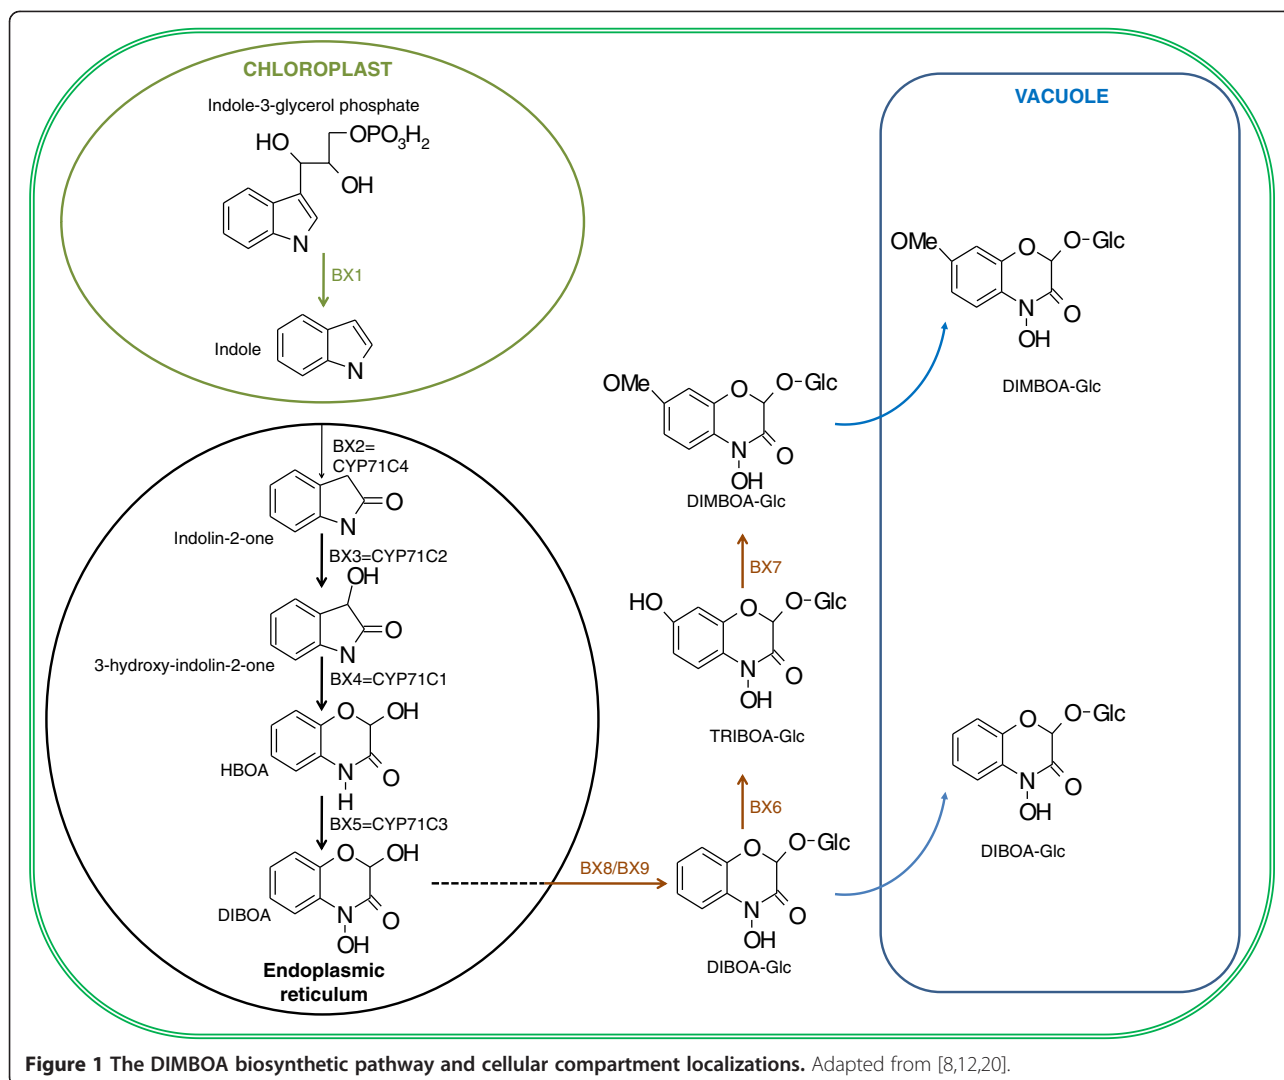 CHLOROPLAST
Indole-3-glycerol phosphate
HO
OPO3H2
OH
N
BX1
Indole
N
BX2=
CYP71C4
O
N
Indolin-2-one
BX3=CYP71C2
OH
O
N
3-hydroxy-indolin-2-one
BX4=CYP71C1
O
OH
N
O
H
HBOA
BX5=CYP71C3
O
OH
N
O
OH
DIBOA
Endoplasmic
reticulum
BX8/BX9
O
O-Glc
N
O
OH
DIBOA-Glc
BX6
HO
O
O-Glc
N
O
OH
TRIBOA-Glc
BX7
OMe
O
O-Glc
N
O
OH
DIMBOA-Glc
VACUOLE
OMe
O
O-Glc
N
O
OH
DIMBOA-Glc
O
O-Glc
N
O
OH
DIBOA-Glc
Figure 1 The DIMBOA biosynthetic pathway and cellular compartment localizations. Adapted from [8,12,20].